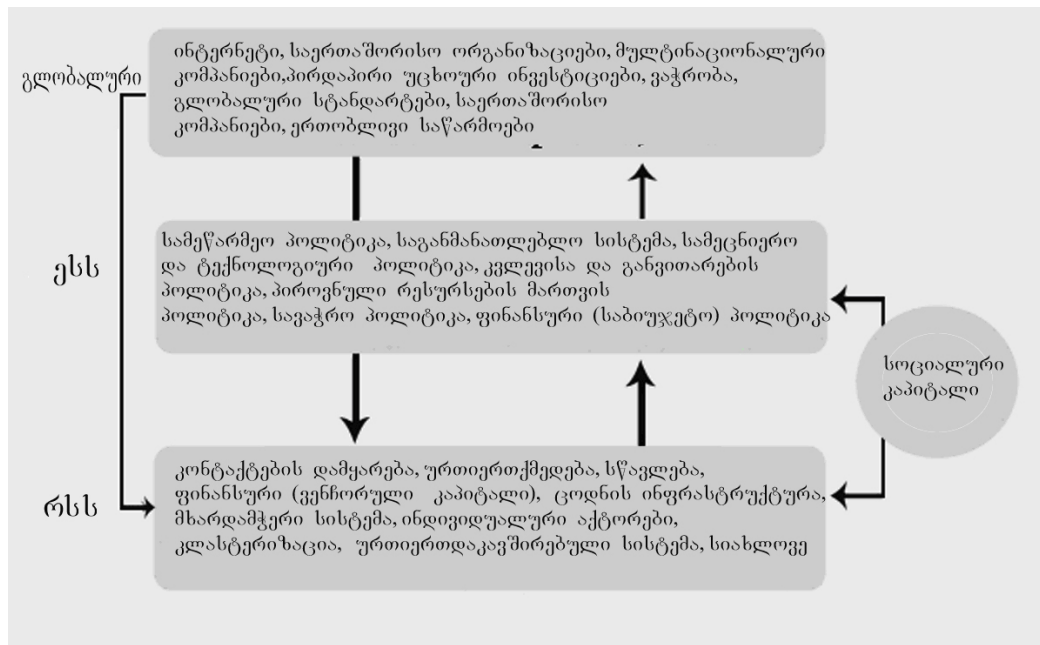 გლობალური
ინტერნეტი, საერთაშორისო ორგანიზაციები, მულტინაციონალური
კომპანიები,პირდაპირი უცხოური ინვესტიციები, ვაჭრობა,
გლობალური სტანდარტები, საერთაშორისო
კომპანიები, ერთობლივი საწარმოები
ესს
სამეწარმეო პოლიტიკა, საგანმანათლებლო სისტემა, სამეცნიერო
და ტექნოლოგიური პოლიტიკა, კვლევისა და განვითარების
პოლიტიკა, პიროვნული რესურსების მართვის
პოლიტიკა, სავაჭრო პოლიტიკა, ფინანსური (საბიუჯეტო) პოლიტიკა
სოციალური
კაპიტალი
რსს
კონტაქტების დამყარება, ურთიერთქმედება, სწავლება,
ფინანსური (ვენჩორული კაპიტალი), ცოდნის ინფრასტრუქტურა,
მხარდამჭერი სისტემა, ინდივიდუალური აქტორები,
კლასტერიზაცია, ურთიერთდაკავშირებული სისტემა, სიახლოვე